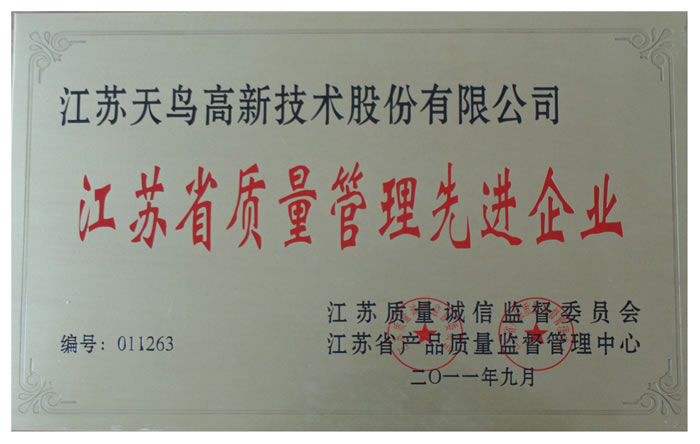 江苏天鸟高新技术股份有限公司
江苏省质量管理先进企业
江苏质量诚信监督委员会
编号：011263
江苏省产品质量监督管理中心
二〇一一年九月